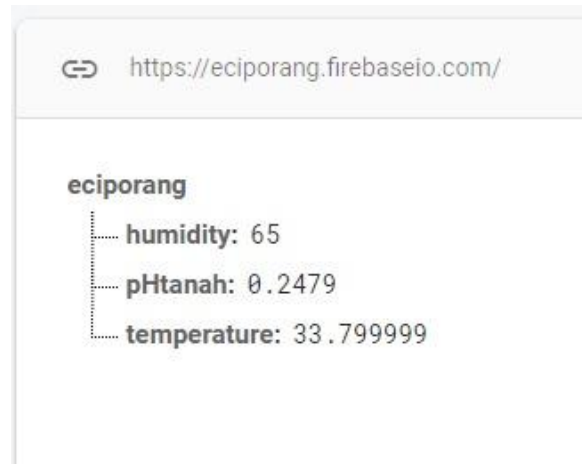 https://eciporang.firebaseio.com/
eciporang
humidity: 65
pHtanah: 0.2479
temperature: 33.799999